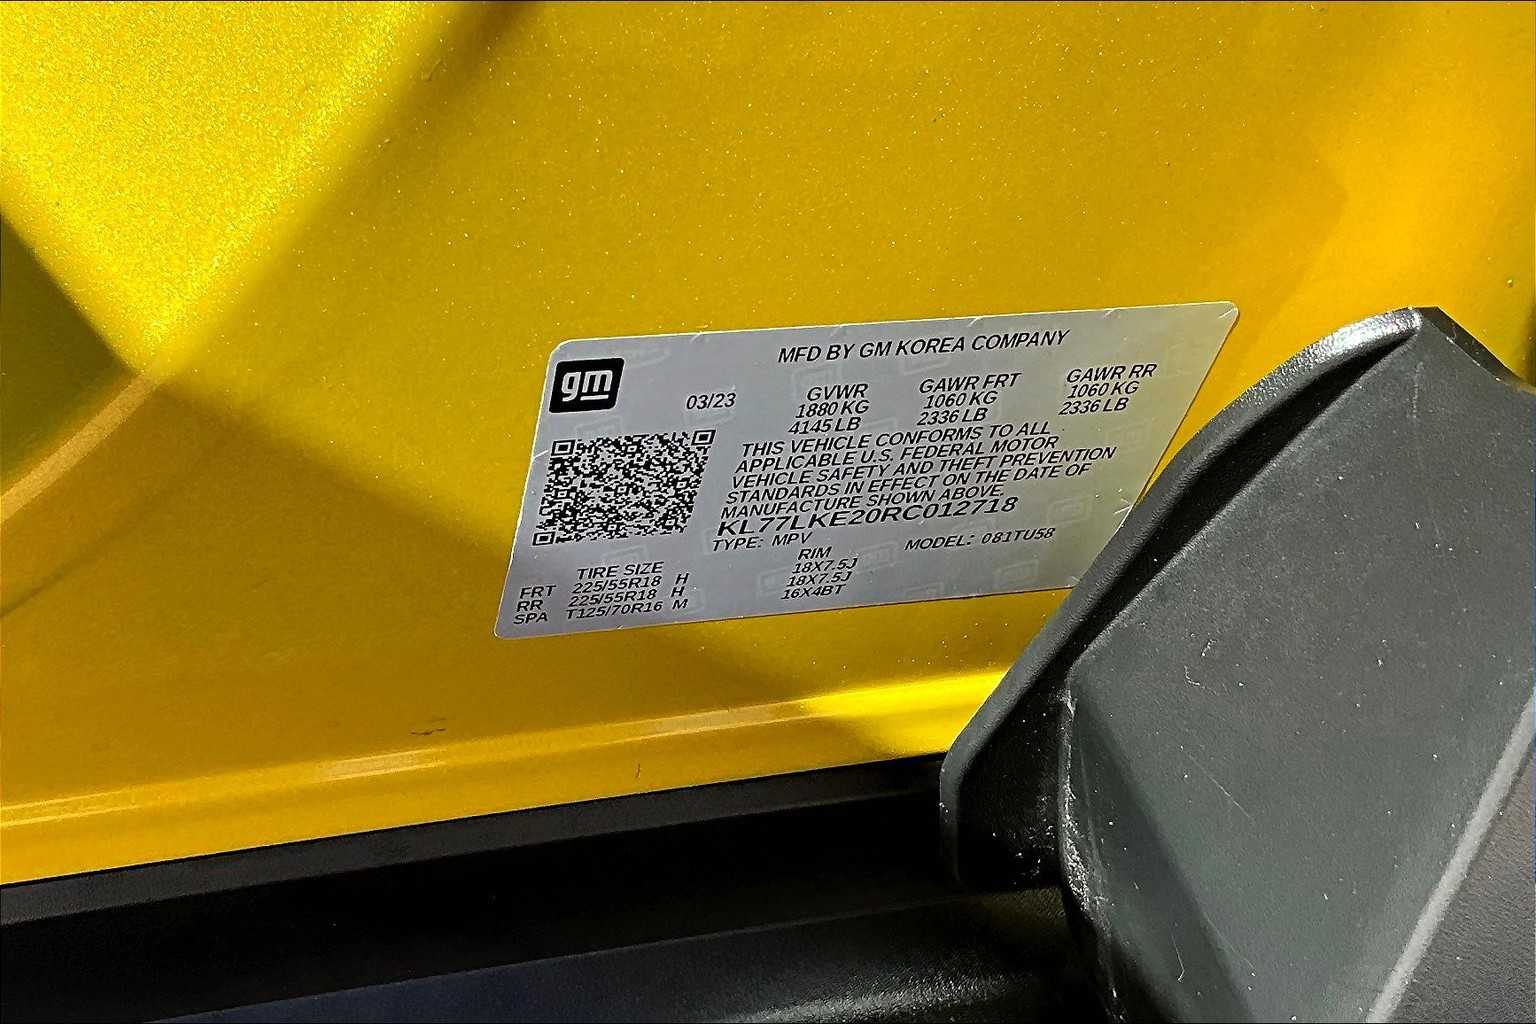 gm
MFD BY GM KOREA COMPANY
03/23
GVWR GAWR FRT GAWR RR
1880 KG 1060 KG 1060 KG
4145 LB 2336 LB 2336 LB
THIS VEHICLE CONFORMS TO ALL
APPLICABLE U.S. FEDERAL MOTOR
VEHICLE SAFETY AND THEFT PREVENTION
STANDARDS IN EFFECT ON THE DATE OF
MANUFACTURE SHOWN ABOVE.
KL77LKE20RC012718
TYPE: MPV MODEL: 081TU58
TIRE SIZE RIM
FRT 225/55R18 H 18X7.5J
RR 225/55R18 H 18X7.5J
SPA T125/70R16 M 16X4BT